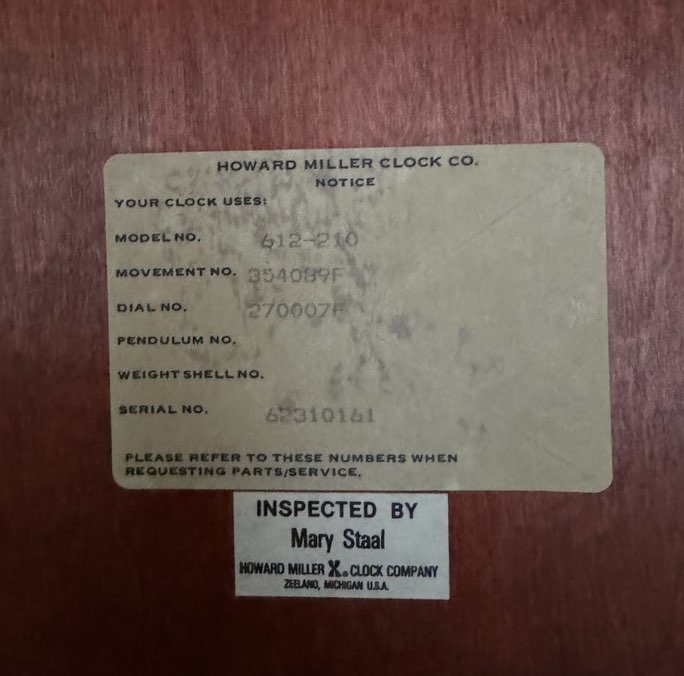 HOWARD MILLER CLOCK CO.
NOTICE
YOUR CLOCK USES:
MODEL NO. 612-210
MOVEMENT NO. 354089F
DIAL NO. 270007F
PENDULUM NO.
WEIGHT SHELL NO.
SERIAL NO. 62310161
PLEASE REFER TO THESE NUMBERS WHEN
REQUESTING PARTS/SERVICE.
INSPECTED BY
Mary Staal
HOWARD MILLER CLOCK COMPANY
ZEELAND, MICHIGAN U.S.A.